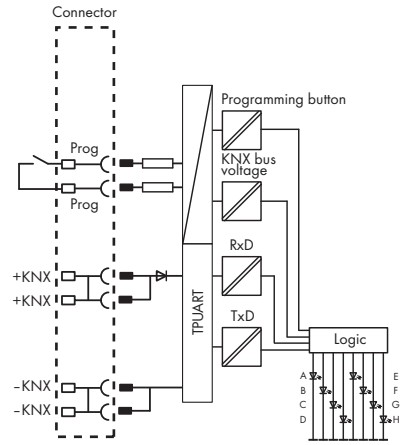 Connector
Programming button
Prog
KNX bus
voltage
Prog
RxD
+KNX
+KNX
TPUART
TxD
Logic
A
E
B
F
-KNX
C
G
-KNX
D
H